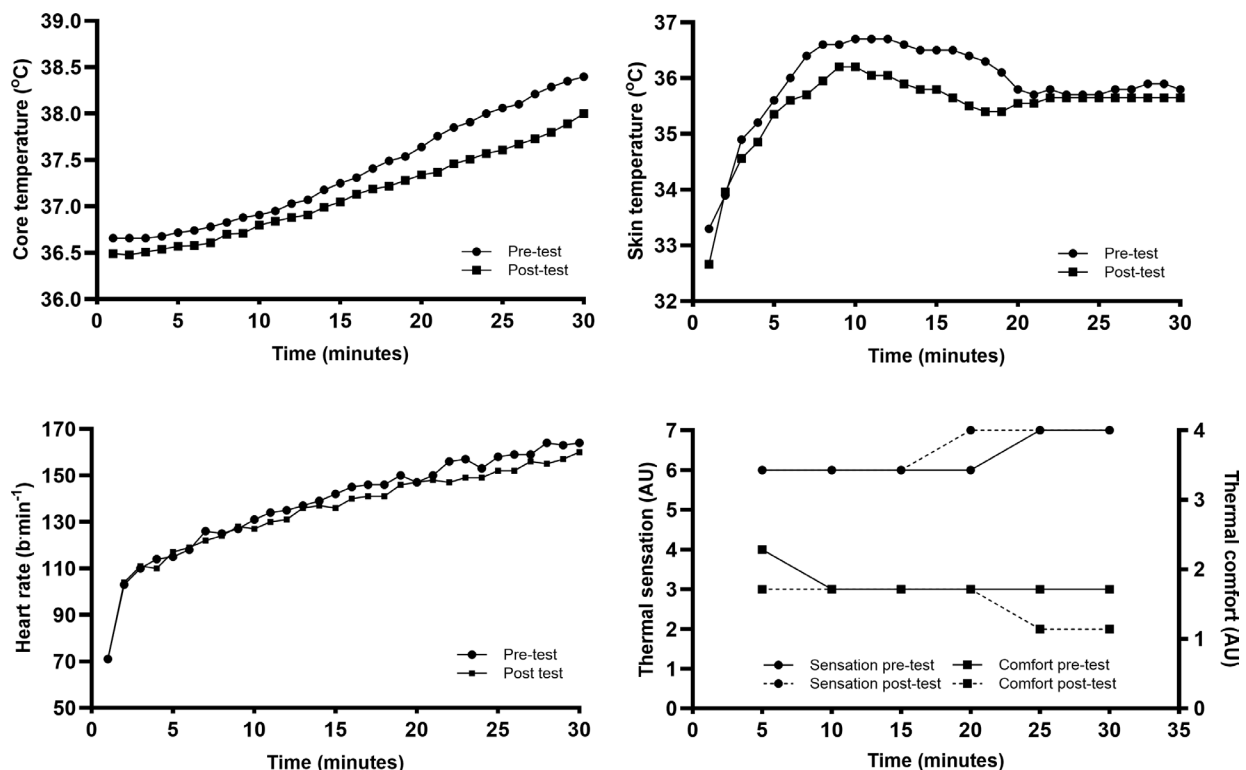 Core temperature (°C)
39.0
38.5
38.0
37.5
37.0
36.5
36.0
0 5 10 15 20 25 30
Time (minutes)
Pre-test
Post-test
Skin temperature (°C)
37
36
35
34
33
32
0 5 10 15 20 25 30
Time (minutes)
Pre-test
Post-test
Heart rate (b·min⁻¹)
170
150
130
110
90
70
50
0 5 10 15 20 25 30
Time (minutes)
Pre-test
Post test
Thermal sensation (AU)
7
6
5
4
3
2
1
0
0 5 10 15 20 25 30 35
Time (minutes)
4
3
2
1
0
Thermal comfort (AU)
Sensation pre-test
Sensation post-test
Comfort pre-test
Comfort post-test